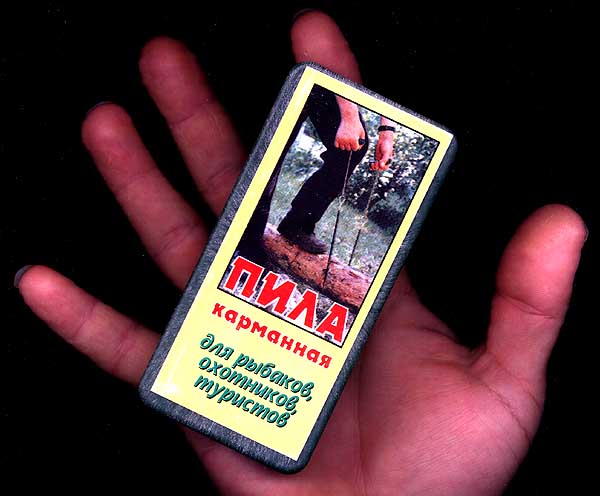 ПИЛА
карманная
для рыбаков,
охотников,
туристов